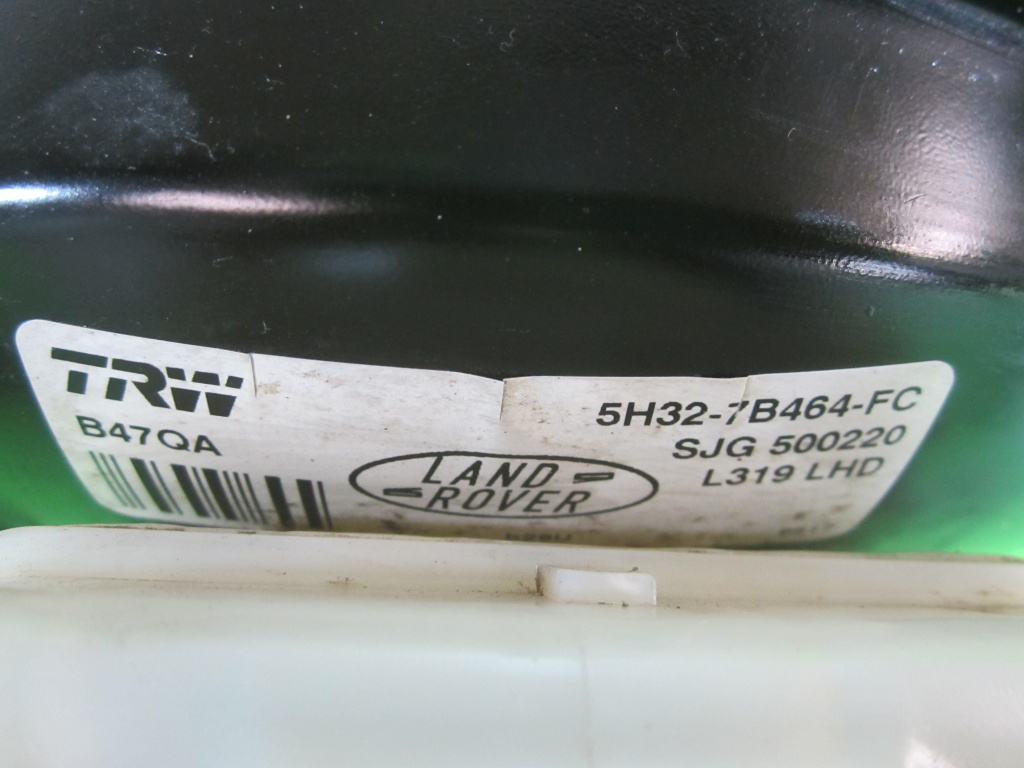 TRW
B47QA
LAND
ROVER
5H32-7B464-FC
SJG 500220
L319 LHD